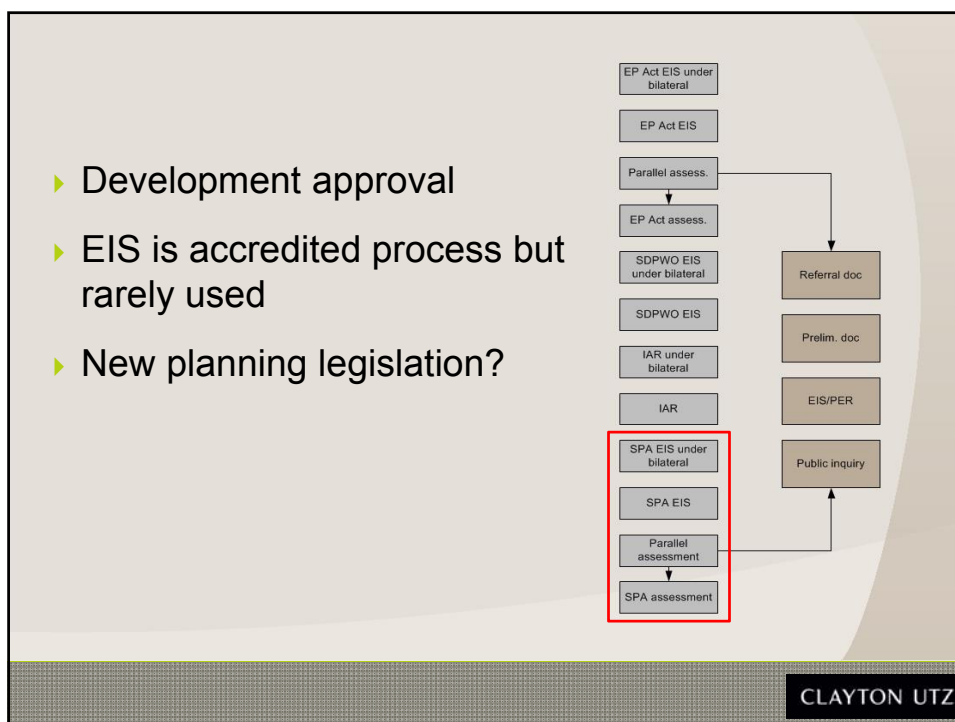 Development approval
EIS is accredited process but
rarely used
New planning legislation?
EP Act EIS under
bilateral
EP Act EIS
Parallel assess.
EP Act assess.
SDPWO EIS
under bilateral
SDPWO EIS
IAR under
bilateral
IAR
SPA EIS under
bilateral
SPA EIS
Parallel
assessment
SPA assessment
Referral doc
Prelim. doc
EIS/PER
Public inquiry
CLAYTON UTZ